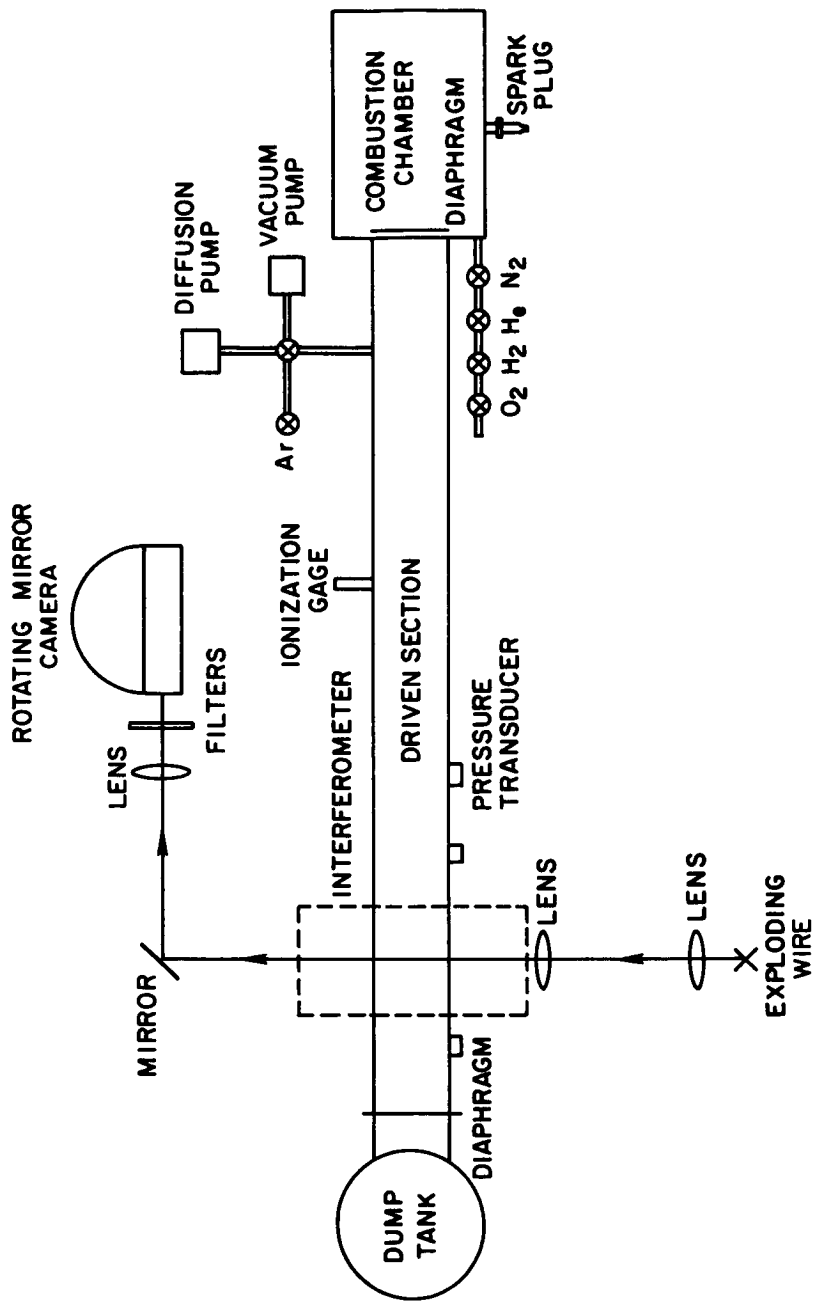 ROTATING MIRROR
CAMERA
LENS
FILTERS
MIRROR
DIFFUSION
PUMP
VACUUM
PUMP
Ar
IONIZATION
GAGE
INTERFEROMETER
COMBUSTION
CHAMBER
DIAPHRAGM
SPARK
PLUG
DRIVEN SECTION
O2 H2 He N2
PRESSURE
TRANSDUCER
DUMP
TANK
DIAPHRAGM
LENS
LENS
EXPLODING
WIRE